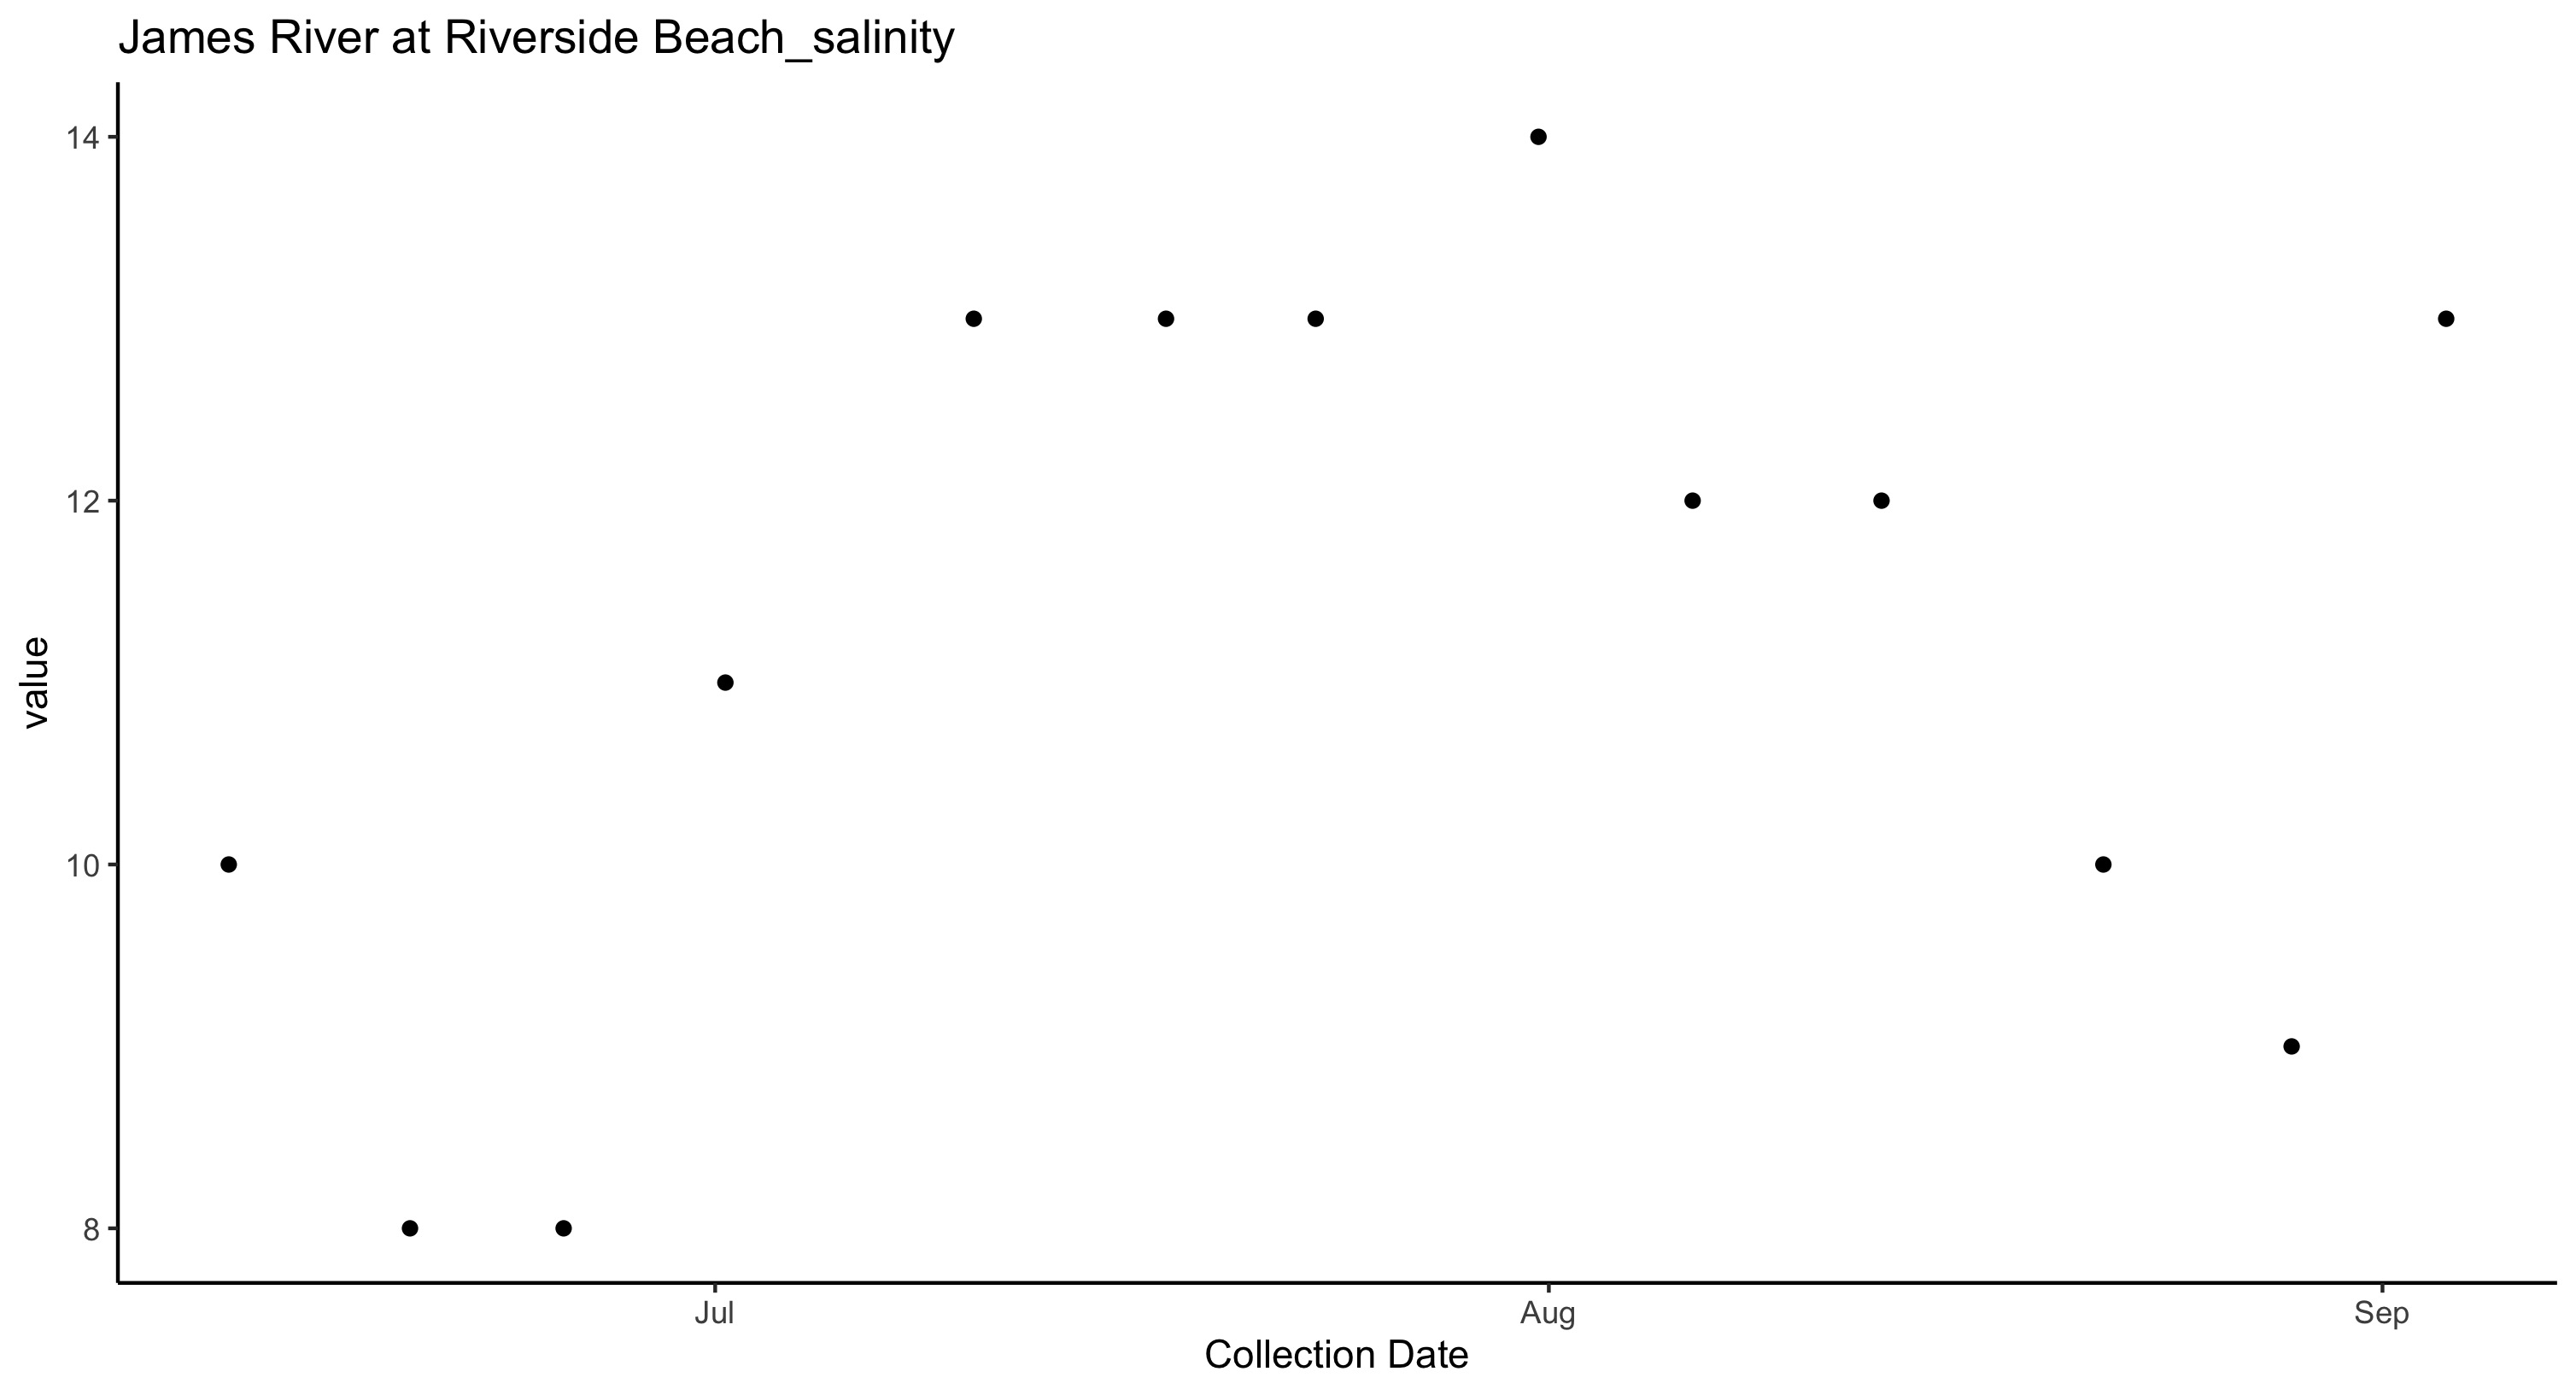 James River at Riverside Beach_salinity
14
12
10
8
value
Jul
Aug
Sep
Collection Date